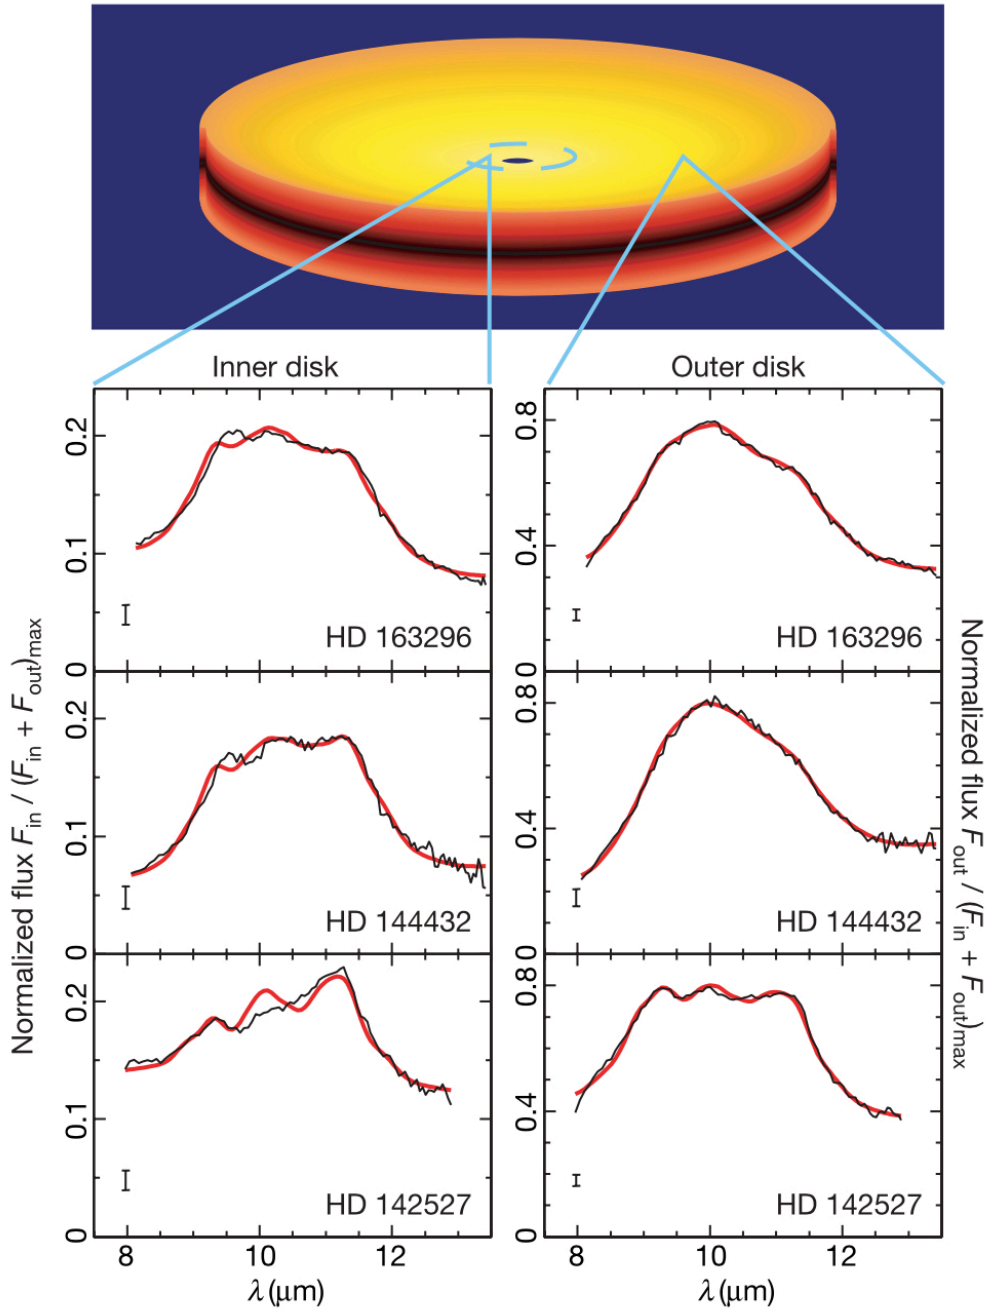 Inner disk
Outer disk
0.2
0.1
0
HD 163296
0.8
0.4
0
HD 163296
0.2
0.1
0
HD 144432
0.8
0.4
0
HD 144432
0.2
0.1
0
HD 142527
8 10 12
λ (μm)
0.8
0.4
0
HD 142527
8 10 12
λ (μm)
Normalized flux F_in / (F_in + F_out)_max
Normalized flux F_out / (F_in + F_out)_max